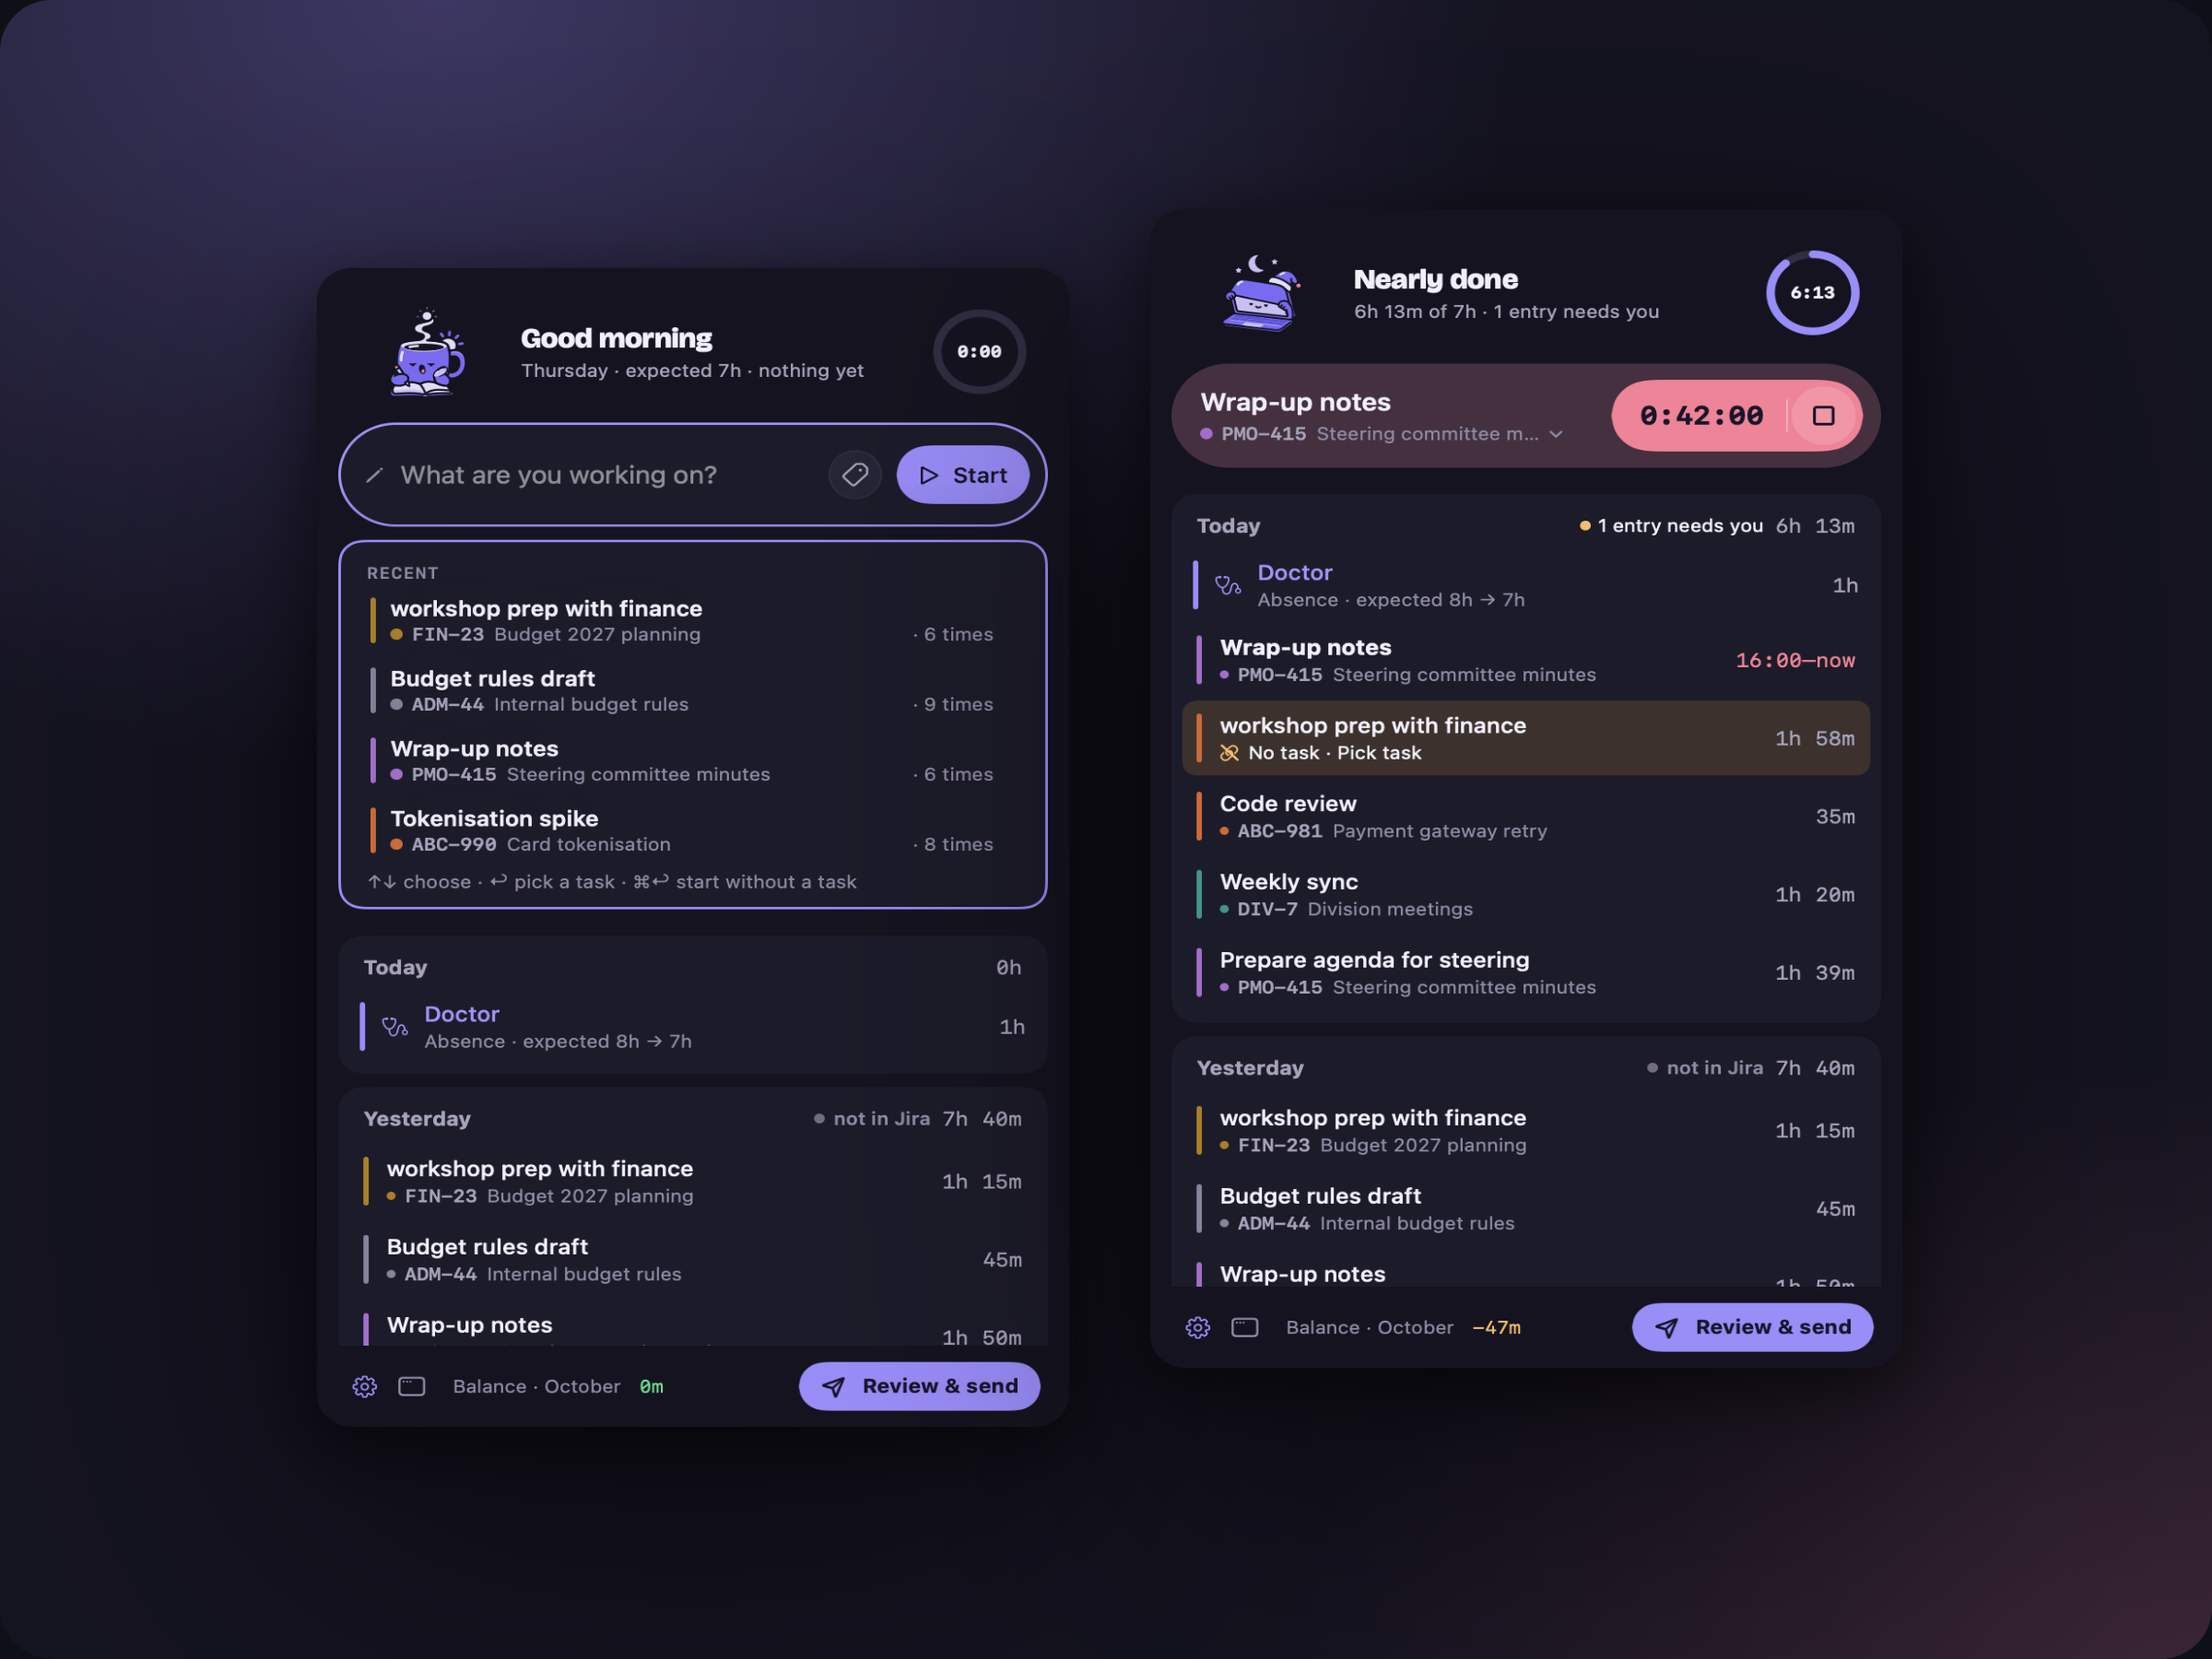 Good morning
Thursday · expected 7h · nothing yet
0:00
What are you working on?
Start
RECENT
workshop prep with finance
FIN–23 Budget 2027 planning · 6 times
Budget rules draft
ADM–44 Internal budget rules · 9 times
Wrap-up notes
PMO–415 Steering committee minutes · 6 times
Tokenisation spike
ABC–990 Card tokenisation · 8 times
↑↓ choose · ↩ pick a task · ⌘↩ start without a task
Today 0h
Doctor
Absence · expected 8h → 7h
1h
Yesterday not in Jira 7h 40m
workshop prep with finance
FIN–23 Budget 2027 planning
1h 15m
Budget rules draft
ADM–44 Internal budget rules
45m
Wrap-up notes
1h 50m
Balance · October 0m
Review & send
Nearly done
6h 13m of 7h · 1 entry needs you
6:13
Wrap-up notes
PMO–415 Steering committee m...
0:42:00
Today 1 entry needs you 6h 13m
Doctor
Absence · expected 8h → 7h
1h
Wrap-up notes
PMO–415 Steering committee minutes
16:00–now
workshop prep with finance
No task · Pick task
1h 58m
Code review
ABC–981 Payment gateway retry
35m
Weekly sync
DIV–7 Division meetings
1h 20m
Prepare agenda for steering
PMO–415 Steering committee minutes
1h 39m
Yesterday not in Jira 7h 40m
workshop prep with finance
FIN–23 Budget 2027 planning
1h 15m
Budget rules draft
ADM–44 Internal budget rules
45m
Wrap-up notes
1h 50m
Balance · October –47m
Review & send